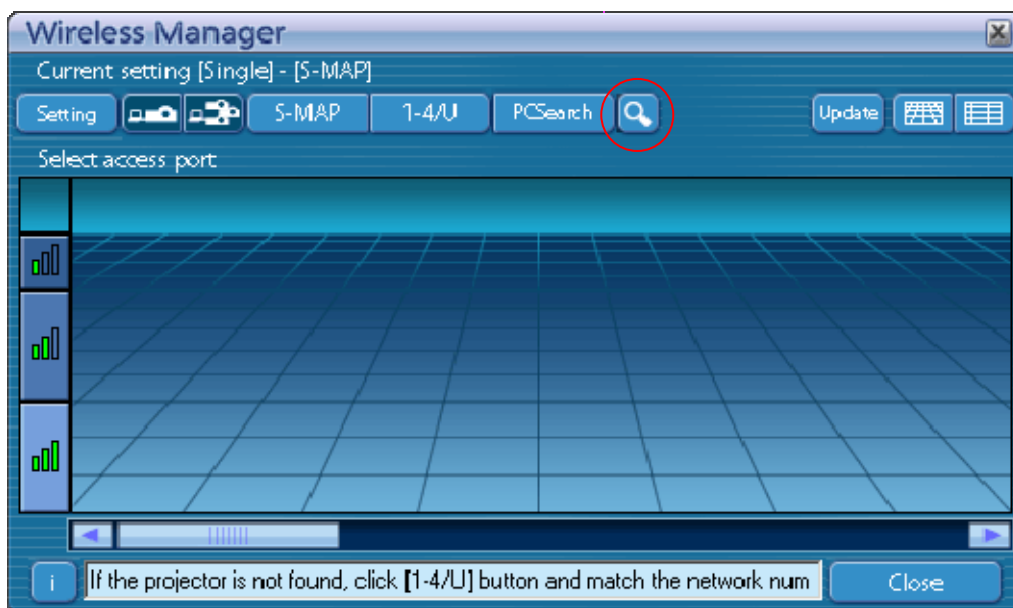 Wireless Manager
Current setting [Single] - [S-MAP]
Setting S-MAP 1-4/U PCSearch Update
Select access port
i If the projector is not found, click [1-4/U] button and match the network num Close